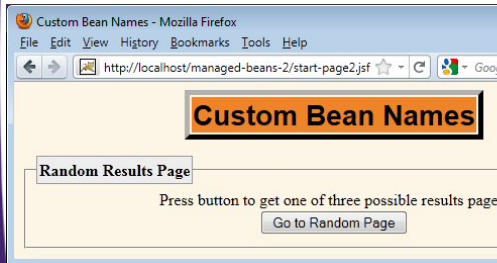 Custom Bean Names - Mozilla Firefox
File Edit View History Bookmarks Tools Help
http://localhost/managed-beans-2/start-page2.jsf
Custom Bean Names
Random Results Page
Press button to get one of three possible results page
Go to Random Page